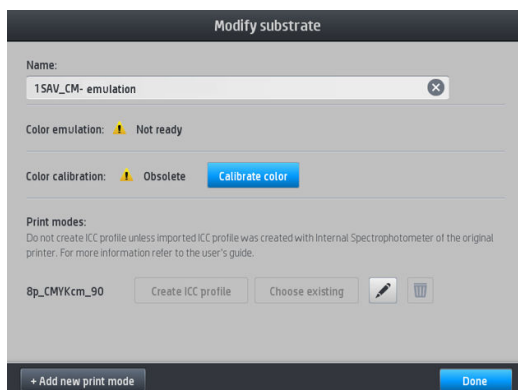 Modify substrate
Name:
1SAV_CM- emulation
Color emulation: Not ready
Color calibration: Obsolete Calibrate color
Print modes:
Do not create ICC profile unless imported ICC profile was created with Internal Spectrophotometer of the original
printer. For more information refer to the user's guide.
8p_CMYKcm_90 Create ICC profile Choose existing
+ Add new print mode Done